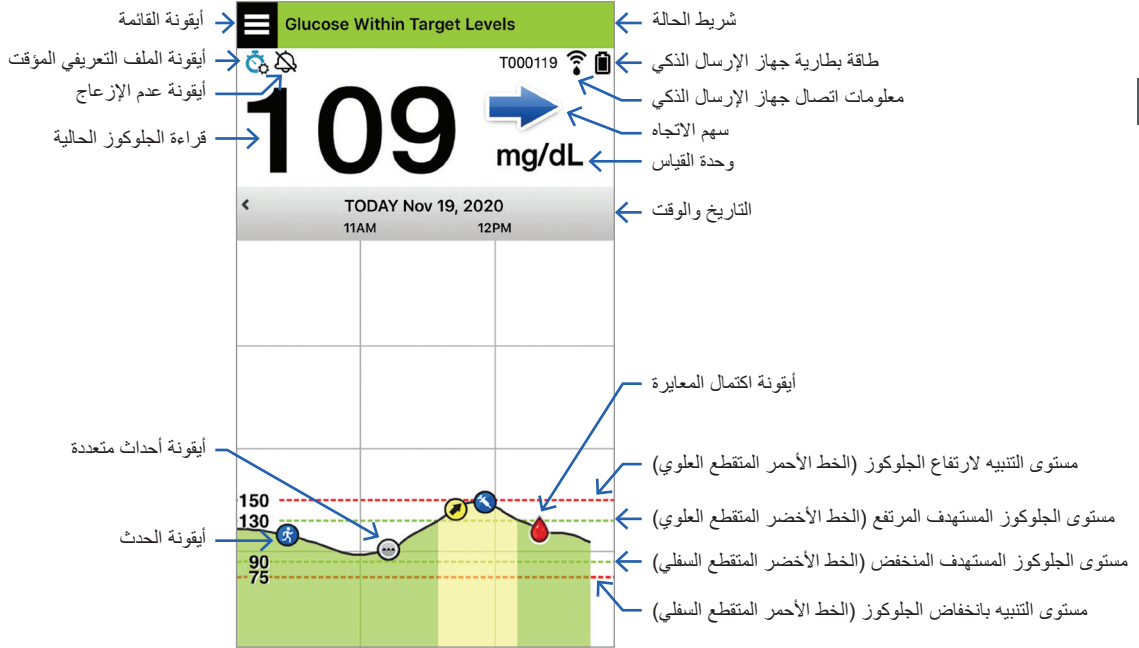 أيقونة القائمة
Glucose Within Target Levels
شريط الحالة
أيقونة الملف التعريفي المؤقت
T000119
طاقة بطارية جهاز الإرسال الذكي
أيقونة عدم الإزعاج
معلومات اتصال جهاز الإرسال الذكي
109
سهم الاتجاه
قراءة الجلوكوز الحالية
mg/dL
وحدة القياس
TODAY Nov 19, 2020
التاريخ والوقت
11AM 12PM
أيقونة اكتمال المعايرة
أيقونة أحداث متعددة
مستوى التنبيه لارتفاع الجلوكوز (الخط الأحمر المتقطع العلوي)
150
130
مستوى الجلوكوز المستهدف المرتفع (الخط الأخضر المتقطع العلوي)
أيقونة الحدث
90
مستوى الجلوكوز المستهدف المنخفض (الخط الأخضر المتقطع السفلي)
75
مستوى التنبيه بانخفاض الجلوكوز (الخط الأحمر المتقطع السفلي)